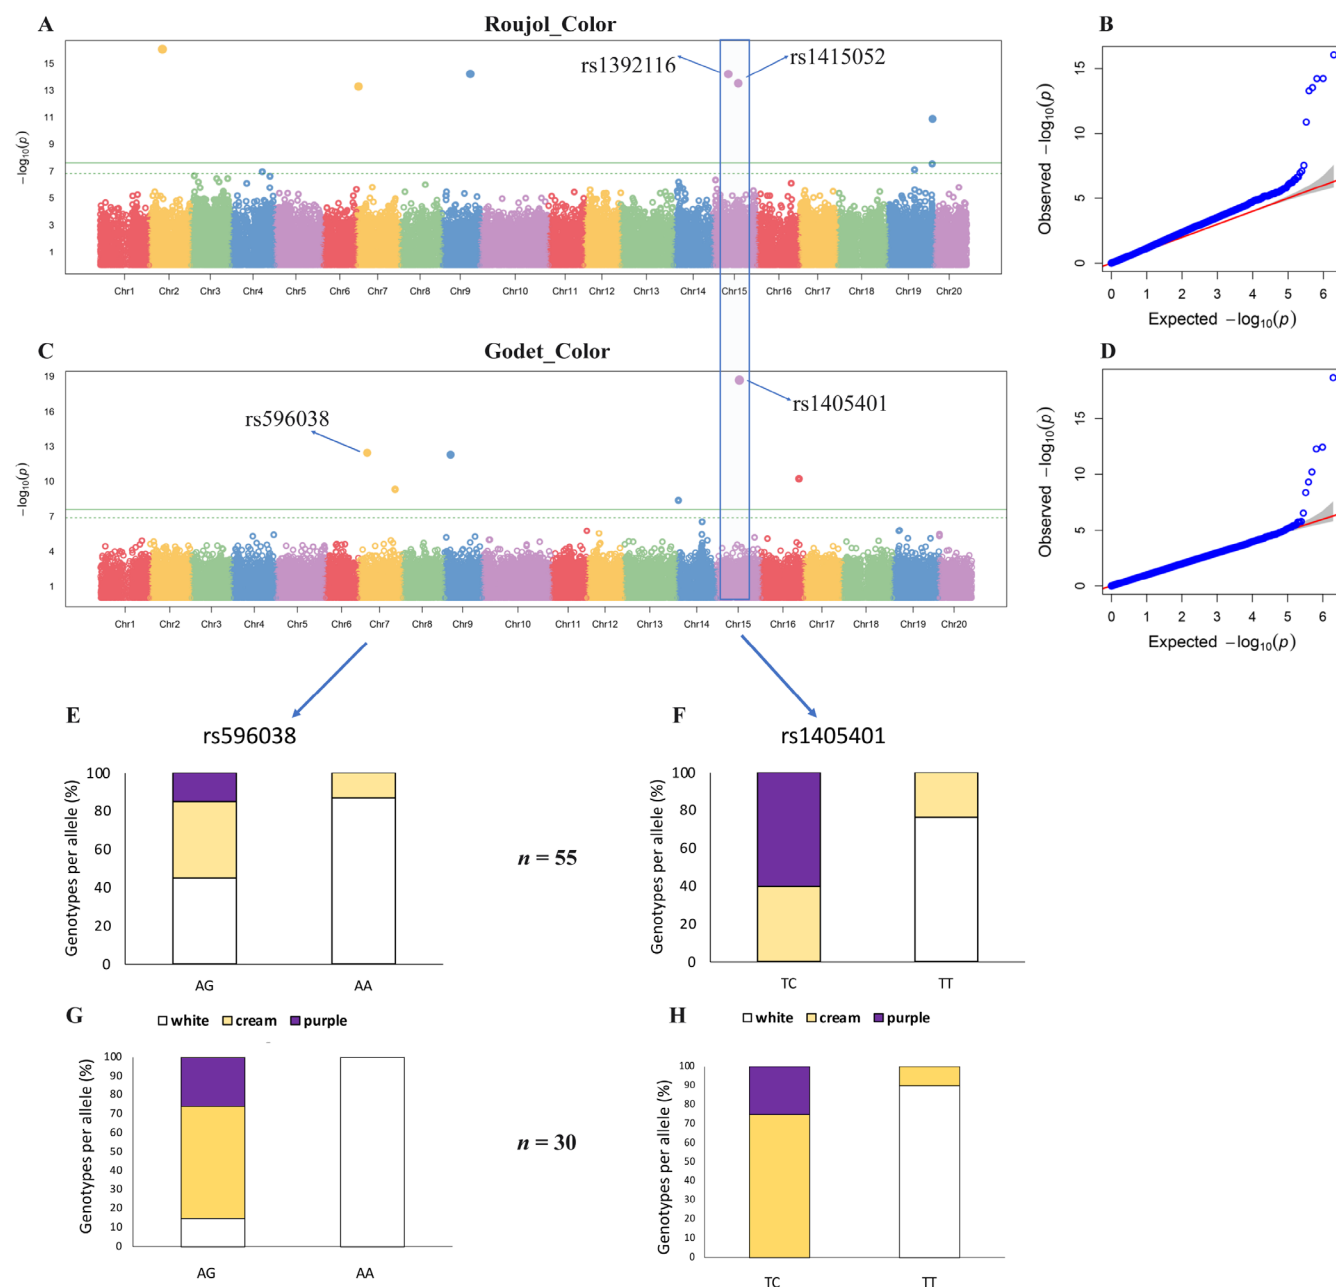 A
Roujol_Color
B
rs1392116
rs1415052
−log10(p)
15
13
11
9
7
5
3
1
Chr1 Chr2 Chr3 Chr4 Chr5 Chr6 Chr7 Chr8 Chr9 Chr10 Chr11 Chr12 Chr13 Chr14 Chr15 Chr16 Chr17 Chr18 Chr19 Chr20
Observed −log10(p)
15
10
5
0
0 1 2 3 4 5 6
Expected −log10(p)
C
Godet_Color
D
rs596038
rs1405401
−log10(p)
19
16
13
10
7
4
1
Chr1 Chr2 Chr3 Chr4 Chr5 Chr6 Chr7 Chr8 Chr9 Chr10 Chr11 Chr12 Chr13 Chr14 Chr15 Chr16 Chr17 Chr18 Chr19 Chr20
Observed −log10(p)
15
10
5
0
0 1 2 3 4 5 6
Expected −log10(p)
E
rs596038
Genotypes per allele (%)
100
80
60
40
20
0
AG AA
n = 55
F
rs1405401
Genotypes per allele (%)
100
80
60
40
20
0
TC TT
G
white cream purple
Genotypes per allele (%)
100
90
80
70
60
50
40
30
20
10
0
AG AA
n = 30
H
white cream purple
Genotypes per allele (%)
100
90
80
70
60
50
40
30
20
10
0
TC TT